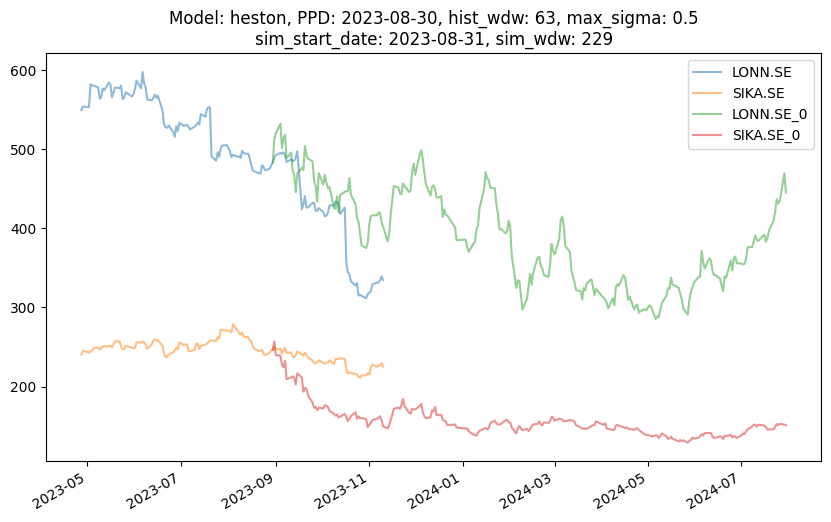 Model: heston, PPD: 2023-08-30, hist_wdw: 63, max_sigma: 0.5
sim_start_date: 2023-08-31, sim_wdw: 229
LONN.SE
SIKA.SE
LONN.SE_0
SIKA.SE_0
600
500
400
300
200
2023-05
2023-07
2023-09
2023-11
2024-01
2024-03
2024-05
2024-07